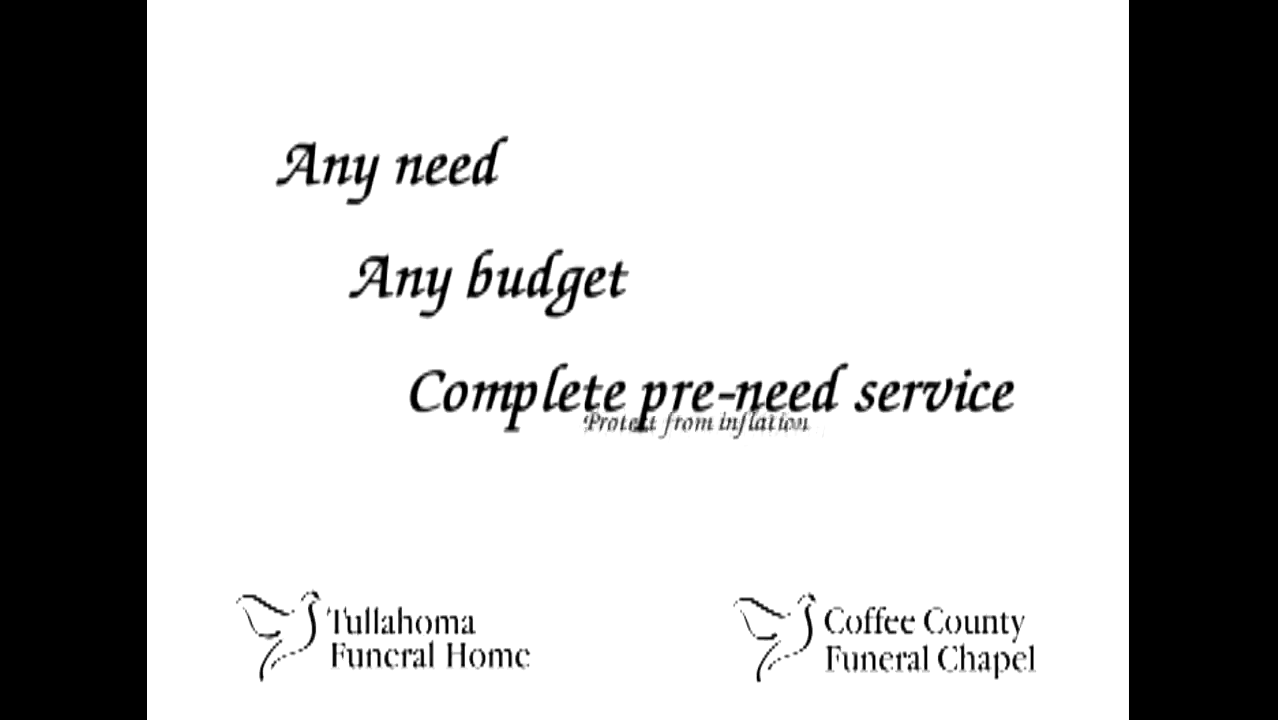 Any need
Any budget
Complete pre-need service
Protect from inflation
Tullahoma
Funeral Home
Coffee County
Funeral Chapel